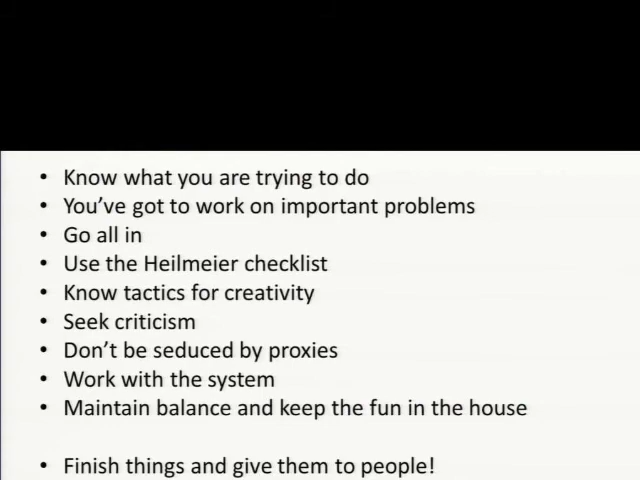 • Know what you are trying to do
• You’ve got to work on important problems
• Go all in
• Use the Heilmeier checklist
• Know tactics for creativity
• Seek criticism
• Don’t be seduced by proxies
• Work with the system
• Maintain balance and keep the fun in the house
• Finish things and give them to people!